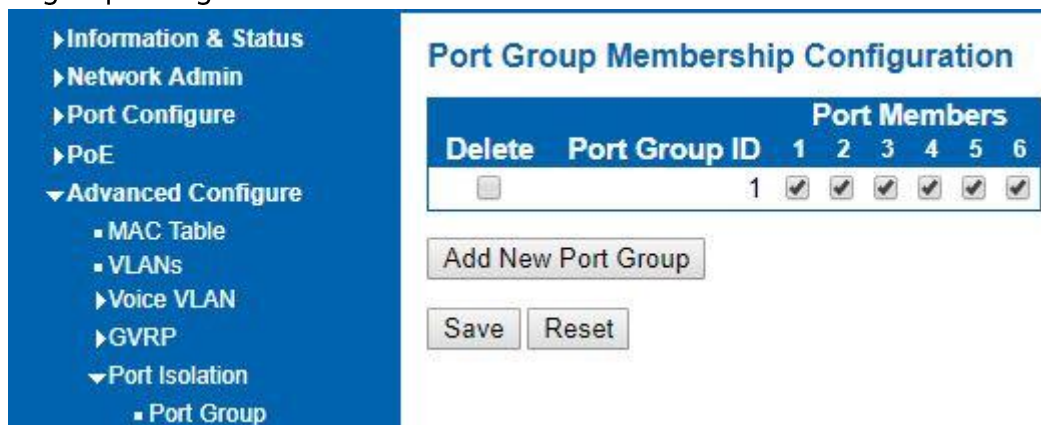 Information & Status
Network Admin
Port Configure
PoE
Advanced Configure
MAC Table
VLANs
Voice VLAN
GVRP
Port Isolation
Port Group
Port Group Membership Configuration
Port Members
Delete Port Group ID 1 2 3 4 5 6
1
Add New Port Group
Save Reset